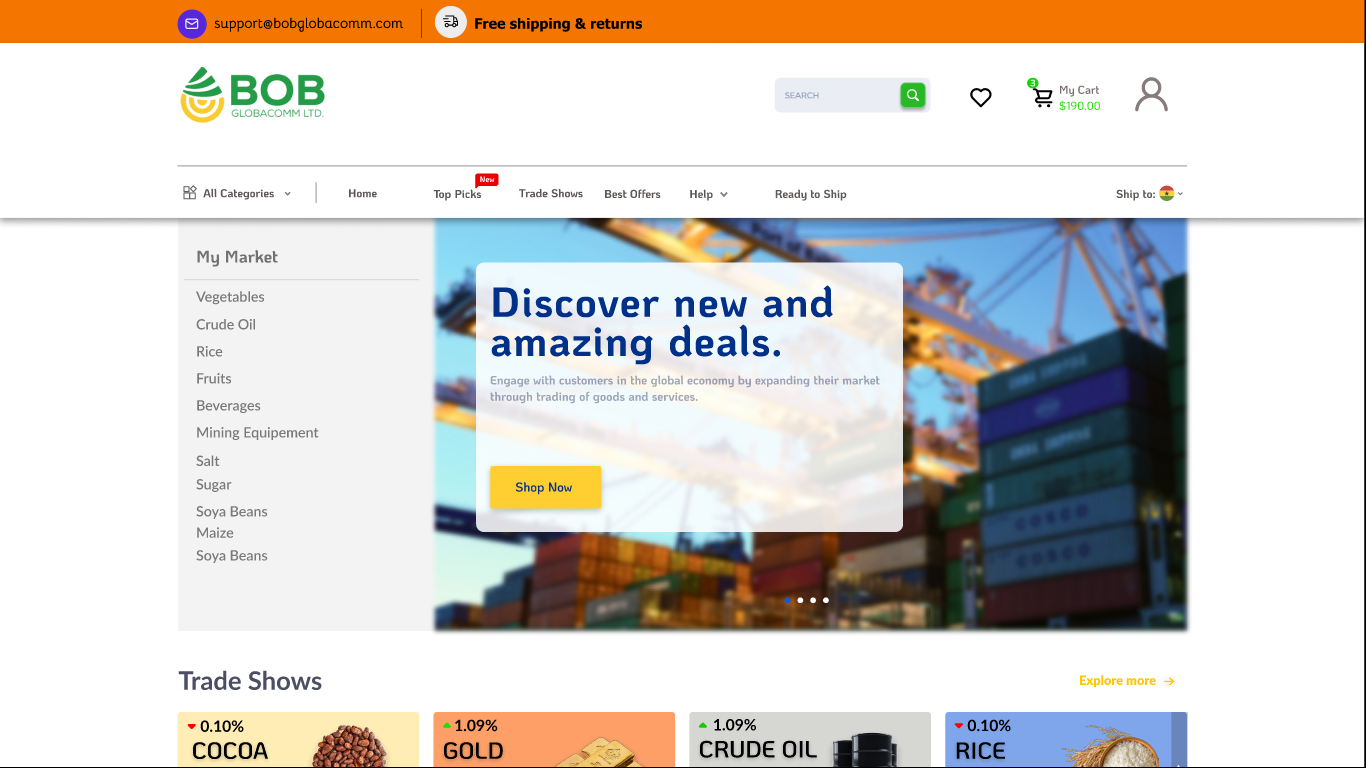 support@bobglobacomm.com
Free shipping & returns
BOB
GLOBACOMM LTD.
SEARCH
3
My Cart
$190.00
All Categories
Home
Top Picks
New
Trade Shows
Best Offers
Help
Ready to Ship
Ship to:
My Market
Vegetables
Crude Oil
Rice
Fruits
Beverages
Mining Equipement
Salt
Sugar
Soya Beans
Maize
Soya Beans
Discover new and
amazing deals.
Engage with customers in the global economy by expanding their market
through trading of goods and services.
Shop Now
COSCO
COSCO
Trade Shows
Explore more
0.10%
COCOA
1.09%
GOLD
1.09%
CRUDE OIL
0.10%
RICE